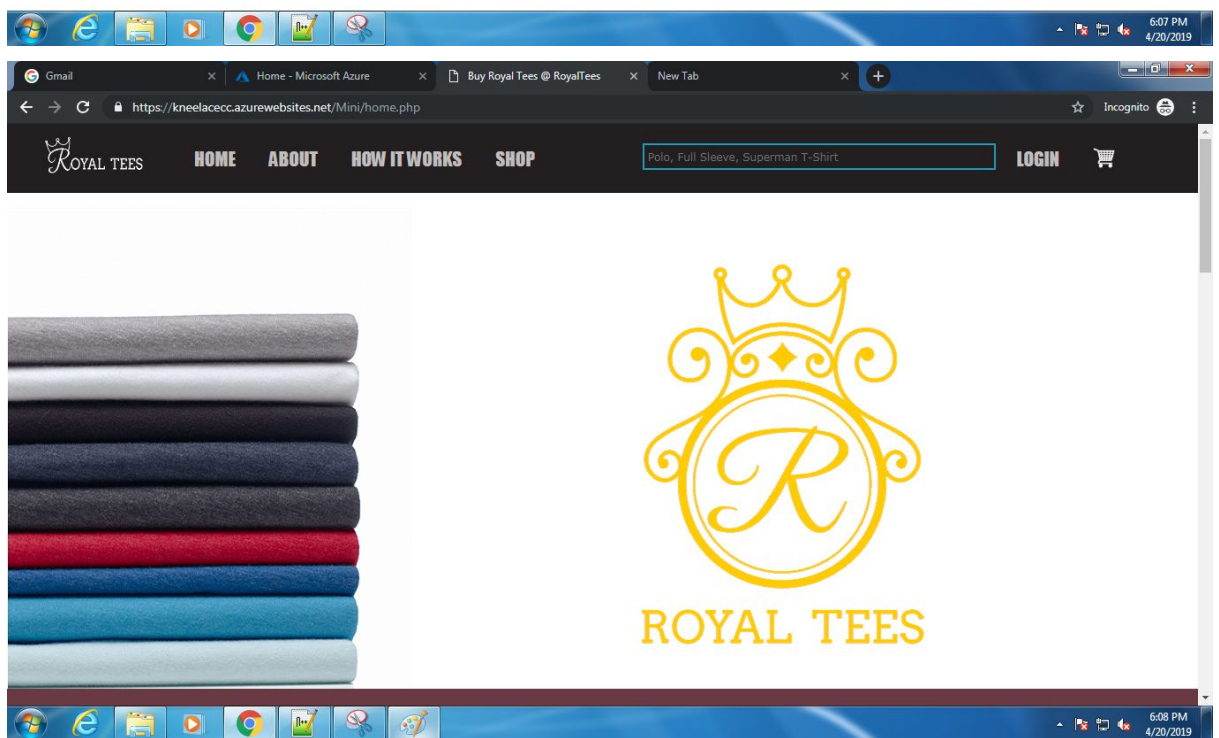 6:07 PM
4/20/2019
Gmail Home - Microsoft Azure Buy Royal Tees @ RoyalTees New Tab
https://kneelacecc.azurewebsites.net/Mini/home.php Incognito
ROYAL TEES HOME ABOUT HOW IT WORKS SHOP Polo, Full Sleeve, Superman T-Shirt LOGIN
R
ROYAL TEES
6:08 PM
4/20/2019